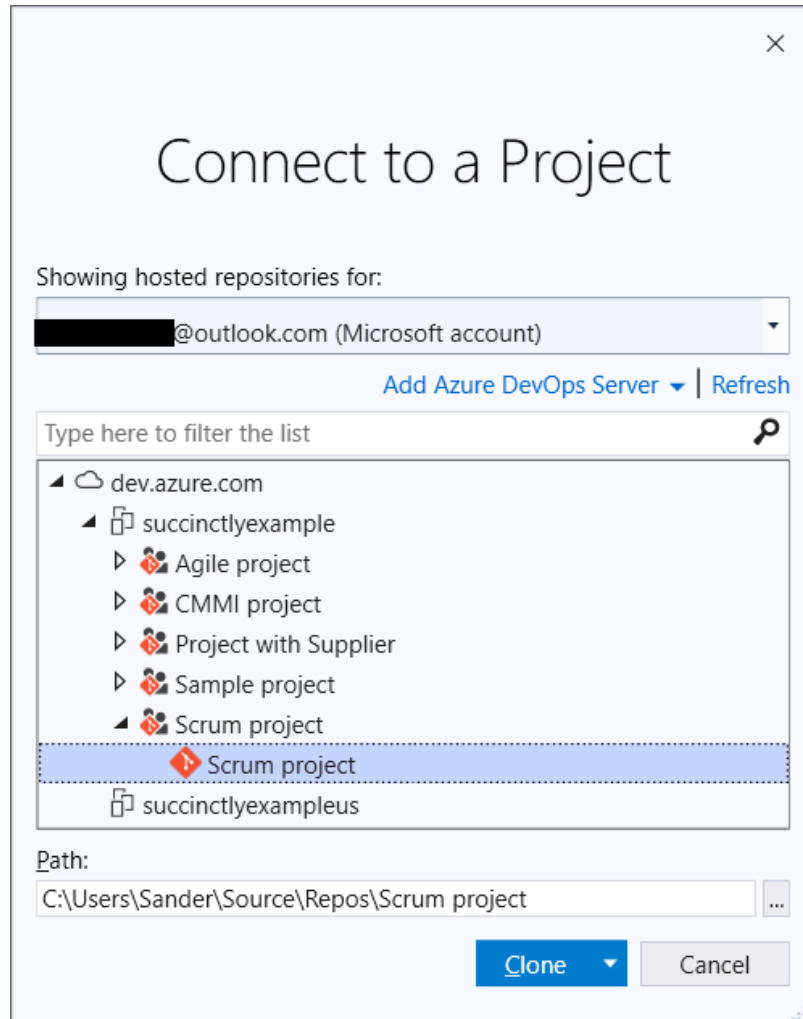 Connect to a Project
Showing hosted repositories for:
@outlook.com (Microsoft account)
Add Azure DevOps Server | Refresh
Type here to filter the list
dev.azure.com
succinctlyexample
Agile project
CMMI project
Project with Supplier
Sample project
Scrum project
Scrum project
succinctlyexampleus
Path:
C:\Users\Sander\Source\Repos\Scrum project
...
Clone Cancel